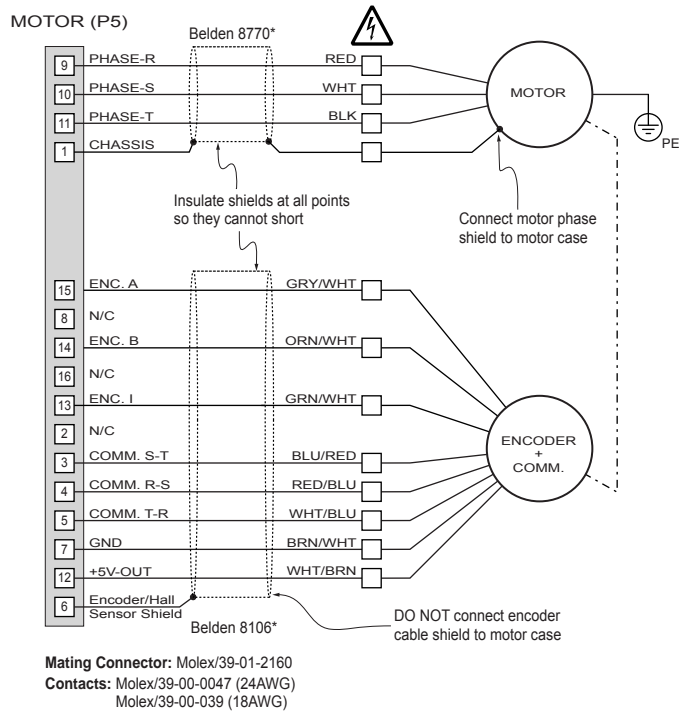 MOTOR (P5)
Belden 8770*
9 PHASE-R RED
10 PHASE-S WHT
11 PHASE-T BLK
1 CHASSIS
MOTOR
PE
Insulate shields at all points
so they cannot short
Connect motor phase
shield to motor case
15 ENC. A GRY/WHT
8 N/C
14 ENC. B ORN/WHT
16 N/C
13 ENC. I GRN/WHT
2 N/C
3 COMM. S-T BLU/RED
4 COMM. R-S RED/BLU
5 COMM. T-R WHT/BLU
7 GND BRN/WHT
12 +5V-OUT WHT/BRN
6 Encoder/Hall
Sensor Shield
ENCODER
+
COMM.
Belden 8106*
DO NOT connect encoder
cable shield to motor case
Mating Connector: Molex/39-01-2160
Contacts: Molex/39-00-0047 (24AWG)
Molex/39-00-039 (18AWG)